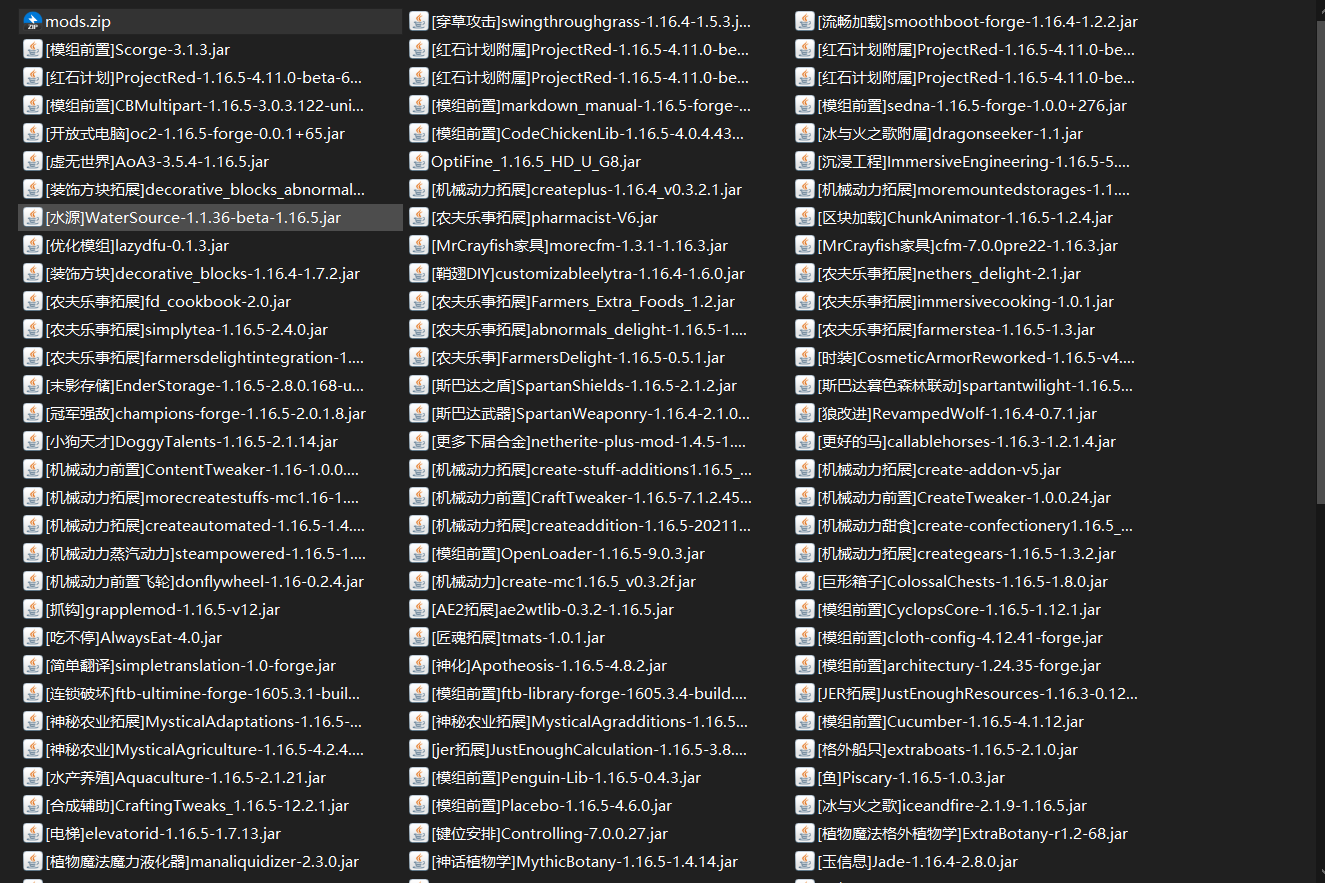 mods.zip
[模组前置]Scorge-3.1.3.jar
[红石计划]ProjectRed-1.16.5-4.11.0-beta-6...
[模组前置]CBMultipart-1.16.5-3.0.3.122-uni...
[开放式电脑]oc2-1.16.5-forge-0.0.1+65.jar
[虚无世界]AoA3-3.5.4-1.16.5.jar
[装饰方块拓展]decorative_blocks_abnormal...
[水源]WaterSource-1.1.36-beta-1.16.5.jar
[优化模组]lazydfu-0.1.3.jar
[装饰方块]decorative_blocks-1.16.4-1.7.2.jar
[农夫乐事拓展]fd_cookbook-2.0.jar
[农夫乐事拓展]simplytea-1.16.5-2.4.0.jar
[农夫乐事拓展]farmersdelightintegration-1....
[末影存储]EnderStorage-1.16.5-2.8.0.168-u...
[冠军强敌]champions-forge-1.16.5-2.0.1.8.jar
[小狗天才]DoggyTalents-1.16.5-2.1.14.jar
[机械动力前置]ContentTweaker-1.16-1.0.0....
[机械动力拓展]morecreatestuffs-mc1.16-1....
[机械动力拓展]createautomated-1.16.5-1.4....
[机械动力蒸汽动力]steampowered-1.16.5-1....
[机械动力前置飞轮]donflywheel-1.16-0.2.4.jar
[抓钩]grapplemod-1.16.5-v12.jar
[吃不停]AlwaysEat-4.0.jar
[简单翻译]simpletranslation-1.0-forge.jar
[连锁破坏]ftb-ultimine-forge-1605.3.1-buil...
[神秘农业拓展]MysticalAdaptations-1.16.5-...
[神秘农业]MysticalAgriculture-1.16.5-4.2.4....
[水产养殖]Aquaculture-1.16.5-2.1.21.jar
[合成辅助]CraftingTweaks_1.16.5-12.2.1.jar
[电梯]elevatorid-1.16.5-1.7.13.jar
[植物魔法魔力液化器]manaliquidizer-2.3.0.jar
[穿草攻击]swingthroughgrass-1.16.4-1.5.3.j...
[红石计划附属]ProjectRed-1.16.5-4.11.0-be...
[红石计划附属]ProjectRed-1.16.5-4.11.0-be...
[模组前置]markdown_manual-1.16.5-forge-...
[模组前置]CodeChickenLib-1.16.5-4.0.4.43...
OptiFine_1.16.5_HD_U_G8.jar
[机械动力拓展]createplus-1.16.4_v0.3.2.1.jar
[农夫乐事拓展]pharmacist-V6.jar
[MrCrayfish家具]morecfm-1.3.1-1.16.3.jar
[鞘翅DIY]customizableelytra-1.16.4-1.6.0.jar
[农夫乐事拓展]Farmers_Extra_Foods_1.2.jar
[农夫乐事拓展]abnormals_delight-1.16.5-1....
[农夫乐事]FarmersDelight-1.16.5-0.5.1.jar
[斯巴达之盾]SpartanShields-1.16.5-2.1.2.jar
[斯巴达武器]SpartanWeaponry-1.16.4-2.1.0...
[更多下届合金]netherite-plus-mod-1.4.5-1....
[机械动力拓展]create-stuff-additions1.16.5_...
[机械动力前置]CraftTweaker-1.16.5-7.1.2.45...
[机械动力拓展]createaddition-1.16.5-20211...
[模组前置]OpenLoader-1.16.5-9.0.3.jar
[机械动力]create-mc1.16.5_v0.3.2f.jar
[AE2拓展]ae2wtlib-0.3.2-1.16.5.jar
[匠魂拓展]tmats-1.0.1.jar
[神化]Apotheosis-1.16.5-4.8.2.jar
[模组前置]ftb-library-forge-1605.3.4-build....
[神秘农业拓展]MysticalAgradditions-1.16.5...
[jer拓展]JustEnoughCalculation-1.16.5-3.8....
[模组前置]Penguin-Lib-1.16.5-0.4.3.jar
[模组前置]Placebo-1.16.5-4.6.0.jar
[键位安排]Controlling-7.0.0.27.jar
[神话植物学]MythicBotany-1.16.5-1.4.14.jar
[流畅加载]smoothboot-forge-1.16.4-1.2.2.jar
[红石计划附属]ProjectRed-1.16.5-4.11.0-be...
[红石计划附属]ProjectRed-1.16.5-4.11.0-be...
[模组前置]sedna-1.16.5-forge-1.0.0+276.jar
[冰与火之歌附属]dragonseeker-1.1.jar
[沉浸工程]ImmersiveEngineering-1.16.5-5....
[机械动力拓展]moremountedstorages-1.1....
[区块加载]ChunkAnimator-1.16.5-1.2.4.jar
[MrCrayfish家具]cfm-7.0.0pre22-1.16.3.jar
[农夫乐事拓展]nethers_delight-2.1.jar
[农夫乐事拓展]immersivecooking-1.0.1.jar
[农夫乐事拓展]farmerstea-1.16.5-1.3.jar
[时装]CosmeticArmorReworked-1.16.5-v4....
[斯巴达暮色森林联动]spartantwilight-1.16.5...
[狼改进]RevampedWolf-1.16.4-0.7.1.jar
[更好的马]callablehorses-1.16.3-1.2.1.4.jar
[机械动力拓展]create-addon-v5.jar
[机械动力前置]CreateTweaker-1.0.0.24.jar
[机械动力甜食]create-confectionery1.16.5_...
[机械动力拓展]creategears-1.16.5-1.3.2.jar
[巨形箱子]ColossalChests-1.16.5-1.8.0.jar
[模组前置]CyclopsCore-1.16.5-1.12.1.jar
[模组前置]cloth-config-4.12.41-forge.jar
[模组前置]architectury-1.24.35-forge.jar
[JER拓展]JustEnoughResources-1.16.3-0.12...
[模组前置]Cucumber-1.16.5-4.1.12.jar
[格外船只]extraboats-1.16.5-2.1.0.jar
[鱼]Piscary-1.16.5-1.0.3.jar
[冰与火之歌]iceandfire-2.1.9-1.16.5.jar
[植物魔法格外植物学]ExtraBotany-r1.2-68.jar
[玉信息]Jade-1.16.4-2.8.0.jar